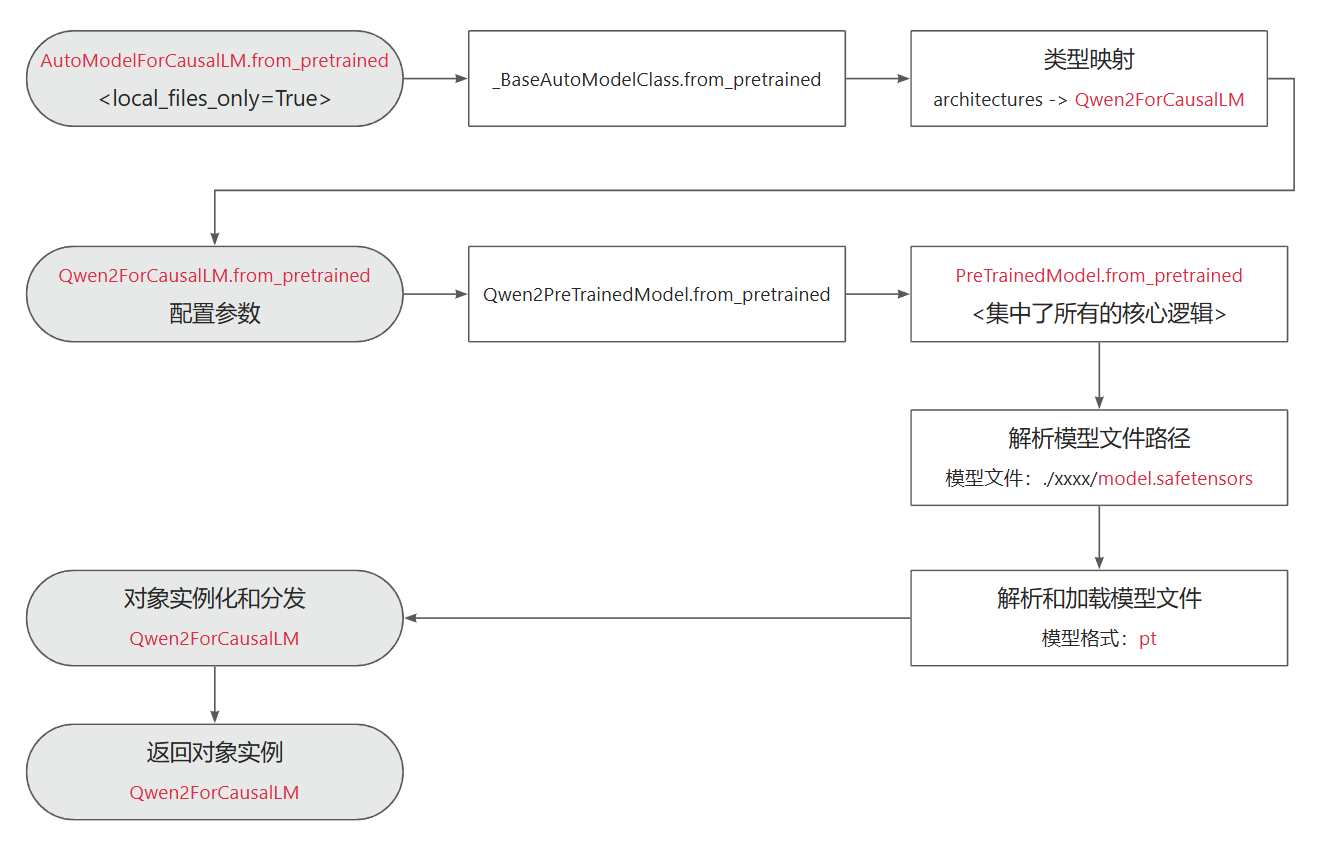 AutoModelForCausalLM.from_pretrained
<local_files_only=True>
_BaseAutoModelClass.from_pretrained
类型映射
architectures -> Qwen2ForCausalLM
Qwen2ForCausalLM.from_pretrained
配置参数
Qwen2PreTrainedModel.from_pretrained
PreTrainedModel.from_pretrained
<集中了所有的核心逻辑>
解析模型文件路径
模型文件：./xxxx/model.safetensors
解析和加载模型文件
模型格式：pt
对象实例化和分发
Qwen2ForCausalLM
返回对象实例
Qwen2ForCausalLM